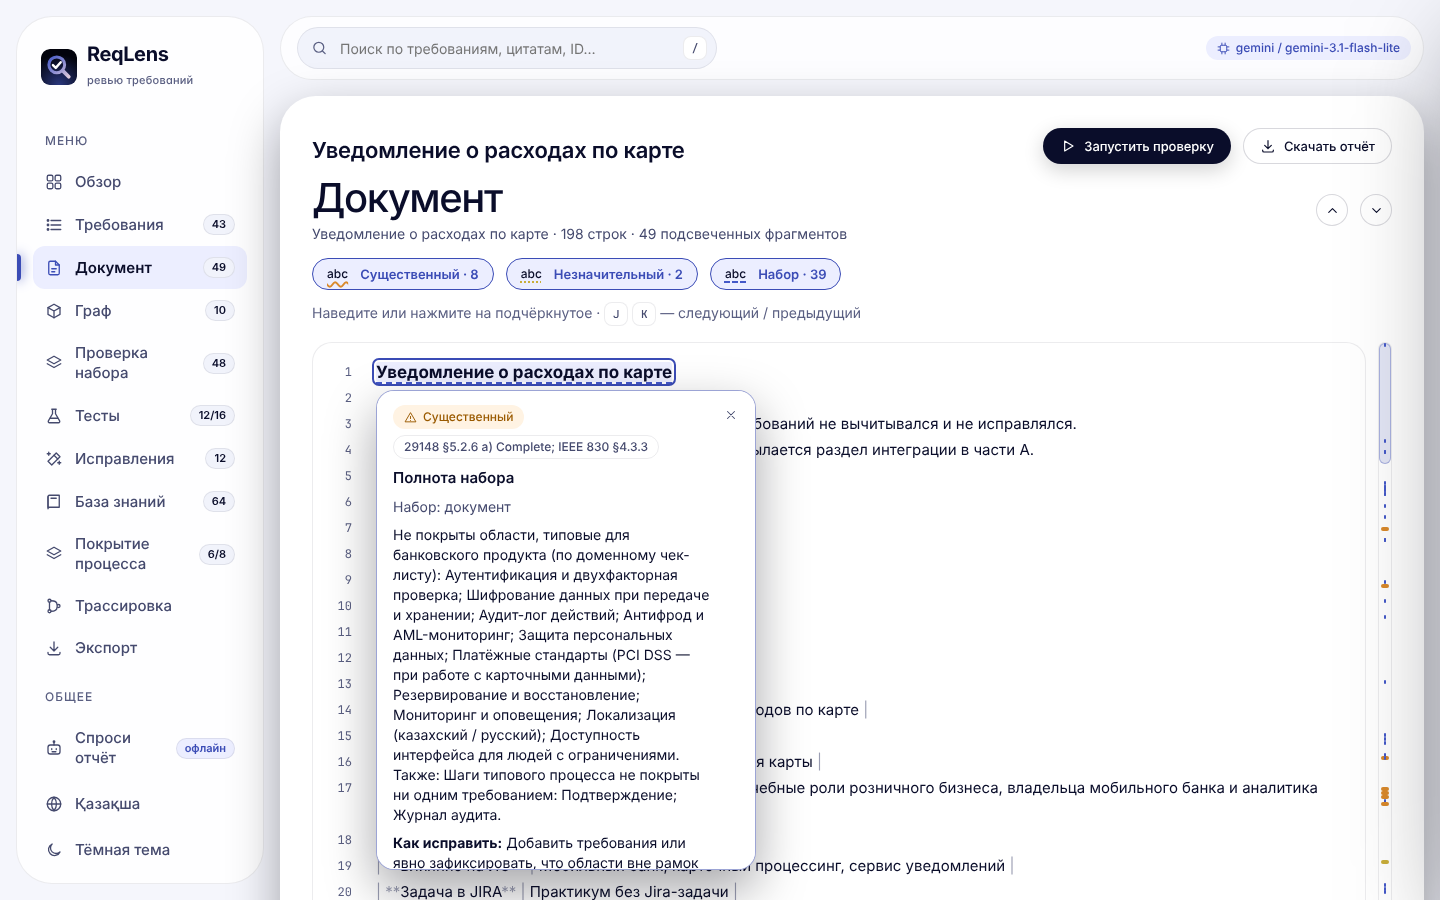 ReqLens
ревью требований
МЕНЮ
Обзор
Требования 43
Документ 49
Граф 10
Проверка набора 48
Тесты 12/16
Исправления 12
База знаний 64
Покрытие процесса 6/8
Трассировка
Экспорт
ОБЩЕЕ
Спроси отчёт офлайн
Қазақша
Тёмная тема
Поиск по требованиям, цитатам, ID... /
gemini / gemini-3.1-flash-lite
Уведомление о расходах по карте
Запустить проверку
Скачать отчёт
Документ
Уведомление о расходах по карте · 198 строк · 49 подсвеченных фрагментов
abc Существенный · 8
abc Незначительный · 2
abc Набор · 39
Наведите или нажмите на подчёркнутое · J K — следующий / предыдущий
1 Уведомление о расходах по карте
2
3 бований не вычитывался и не исправлялся.
4 ылается раздел интеграции в части А.
5
6
7
8
9
10
11
12
13
14 одов по карте |
15
16 я карты |
17 чебные роли розничного бизнеса, владельца мобильного банка и аналитика
18
19 процессинг, сервис уведомлений |
20 | **Задача в JIRA** | Практикум без Jira-задачи |
Существенный
29148 §5.2.6 a) Complete; IEEE 830 §4.3.3
Полнота набора
Набор: документ
Не покрыты области, типовые для
банковского продукта (по доменному чек-
листу): Аутентификация и двухфакторная
проверка; Шифрование данных при передаче
и хранении; Аудит-лог действий; Антифрод и
AML-мониторинг; Защита персональных
данных; Платёжные стандарты (PCI DSS —
при работе с карточными данными);
Резервирование и восстановление;
Мониторинг и оповещения; Локализация
(казахский / русский); Доступность
интерфейса для людей с ограничениями.
Также: Шаги типового процесса не покрыты
ни одним требованием: Подтверждение;
Журнал аудита.
Как исправить: Добавить требования или
явно зафиксировать, что области вне рамок